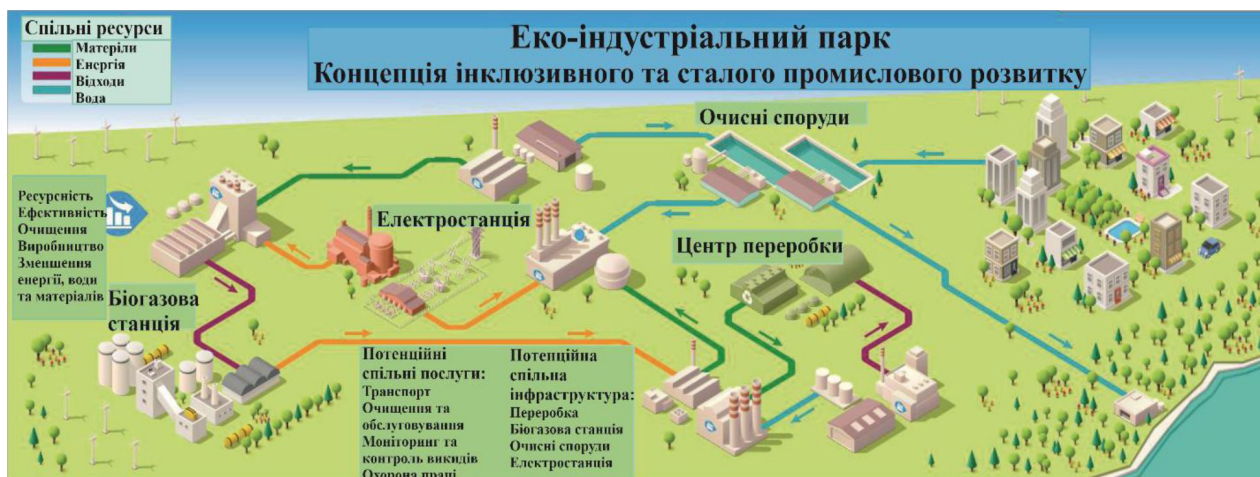 Спільні ресурси
Матеріли
Енергія
Відходи
Вода
Еко-індустріальний парк
Концепція інклюзивного та сталого промислового розвитку
Очисні споруди
Ресурсність
Ефективність
Очищення
Виробництво
Зменшення
енергії, води
та матеріалів
Електростанція
Центр переробки
Біогазова
станція
Потенційні
спільні послуги:
Транспорт
Очищення та
обслуговування
Моніторинг та
контроль викидів
Охорона праці
Потенційна
спільна
інфраструктура:
Переробка
Біогазова станція
Очисні споруди
Електростанція